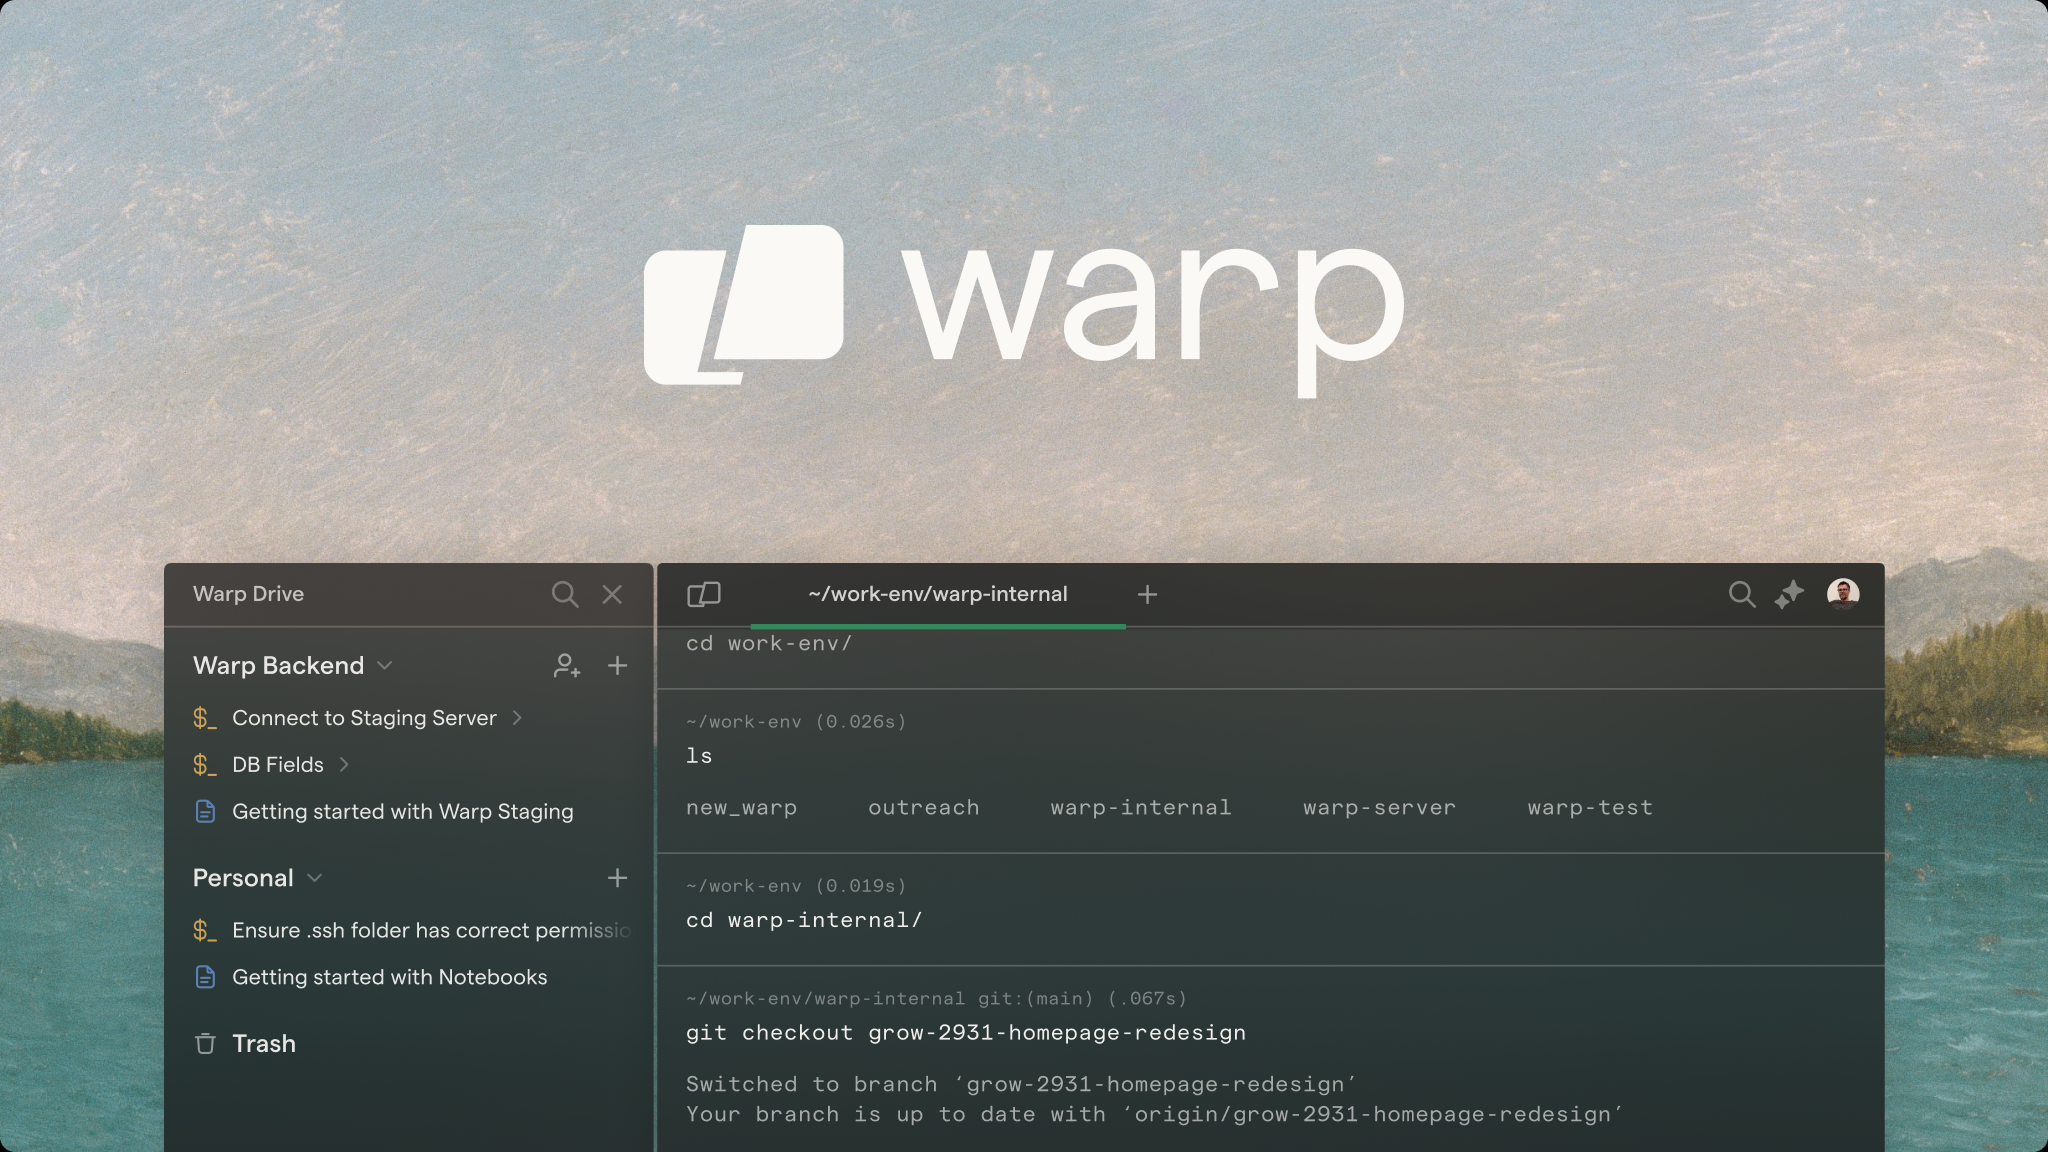 warp
Warp Drive
Warp Backend
$_ Connect to Staging Server
$_ DB Fields
Getting started with Warp Staging
Personal
$_ Ensure .ssh folder has correct permissio
Getting started with Notebooks
Trash
~/work-env/warp-internal
cd work-env/
~/work-env (0.026s)
ls
new_warp outreach warp-internal warp-server warp-test
~/work-env (0.019s)
cd warp-internal/
~/work-env/warp-internal git:(main) (.067s)
git checkout grow-2931-homepage-redesign
Switched to branch ‘grow-2931-homepage-redesign’
Your branch is up to date with ‘origin/grow-2931-homepage-redesign’